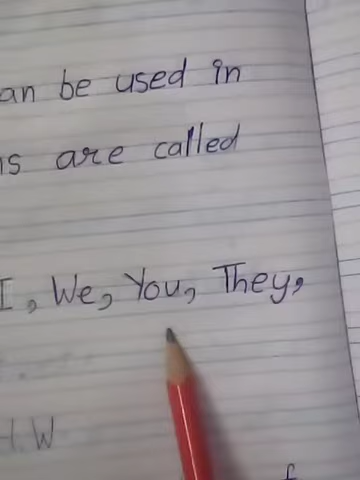 an be used in
s are called
I, We, You, They,
H.W